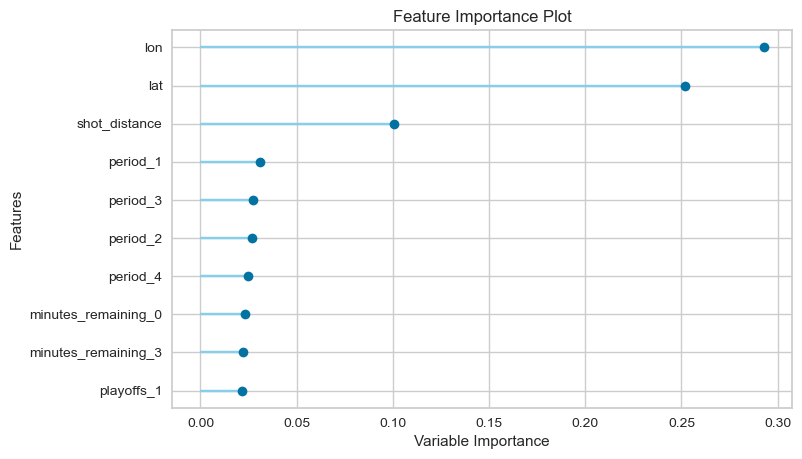 Feature Importance Plot
Features
lon
lat
shot_distance
period_1
period_3
period_2
period_4
minutes_remaining_0
minutes_remaining_3
playoffs_1
0.00 0.05 0.10 0.15 0.20 0.25 0.30
Variable Importance